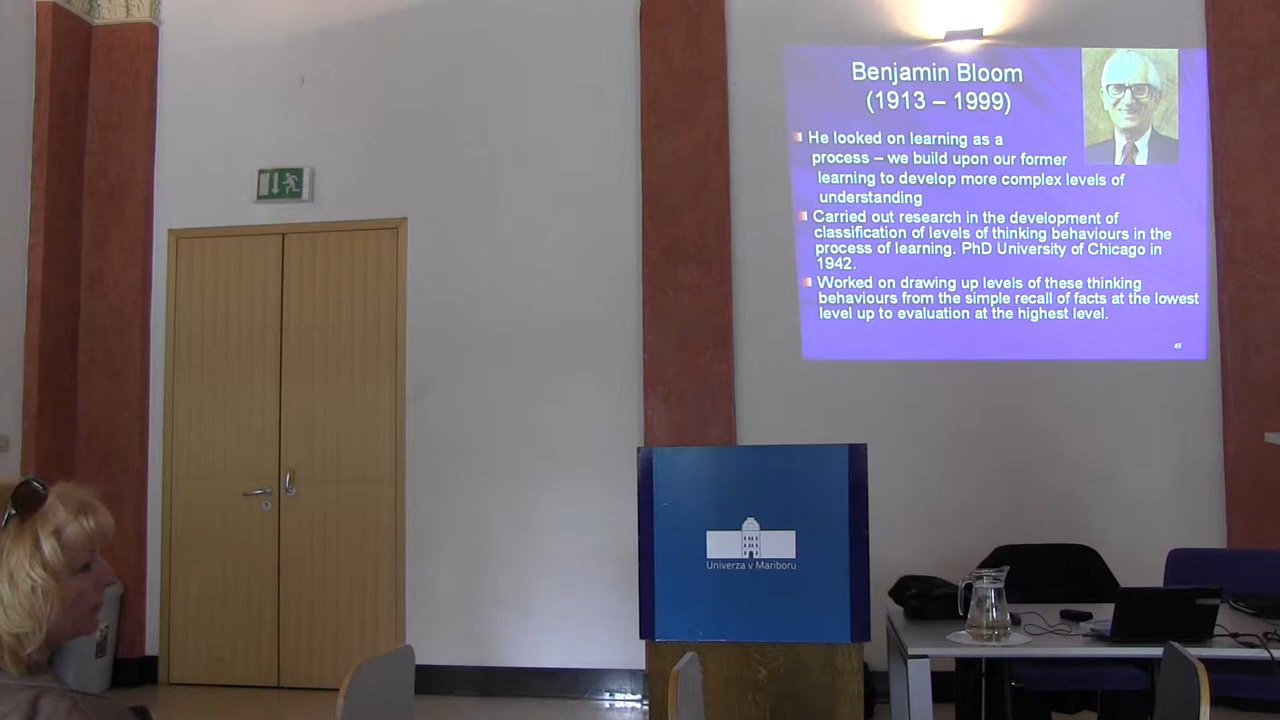 Benjamin Bloom
(1913 – 1999)
He looked on learning as a
process – we build upon our former
learning to develop more complex levels of
understanding
Carried out research in the development of
classification of levels of thinking behaviours in the
process of learning. PhD University of Chicago in
1942.
Worked on drawing up levels of these thinking
behaviours from the simple recall of facts at the lowest
level up to evaluation at the highest level.
49
Univerza v Mariboru